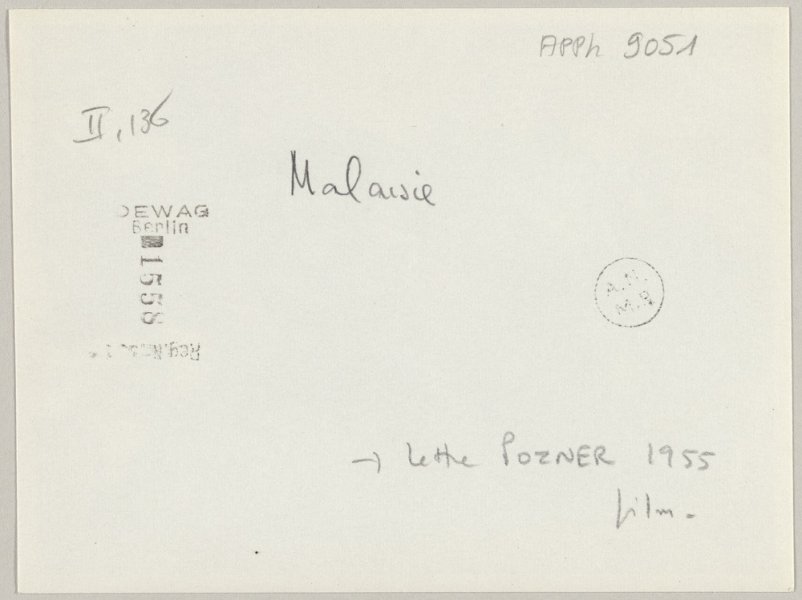 APPh 9051
II, 136
Malaisie
DEWAG
Berlin
1558
A.N.
M.P.
→ lettre POZNER 1955
film.